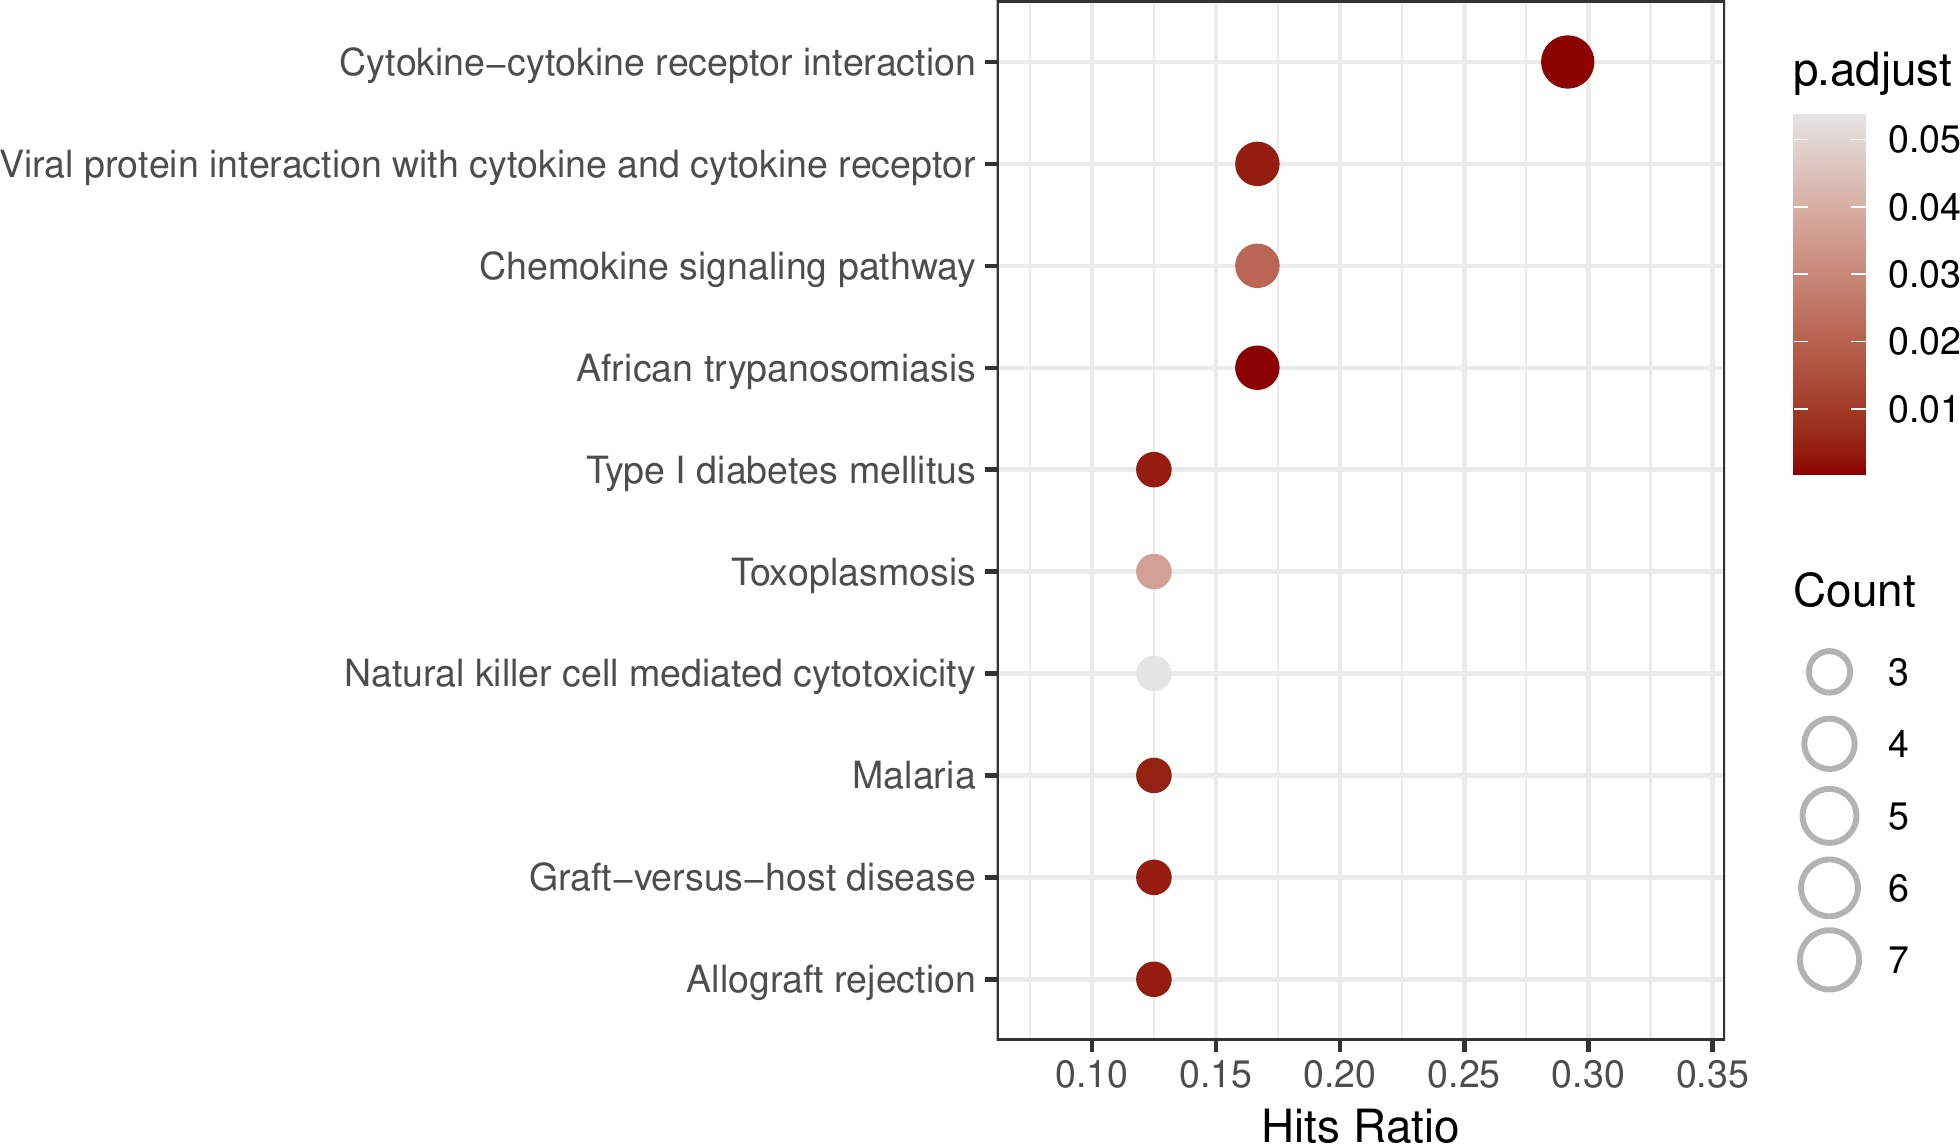 Cytokine−cytokine receptor interaction
Viral protein interaction with cytokine and cytokine receptor
Chemokine signaling pathway
African trypanosomiasis
Type I diabetes mellitus
Toxoplasmosis
Natural killer cell mediated cytotoxicity
Malaria
Graft−versus−host disease
Allograft rejection
0.10 0.15 0.20 0.25 0.30 0.35
Hits Ratio
p.adjust
0.05
0.04
0.03
0.02
0.01
Count
3
4
5
6
7